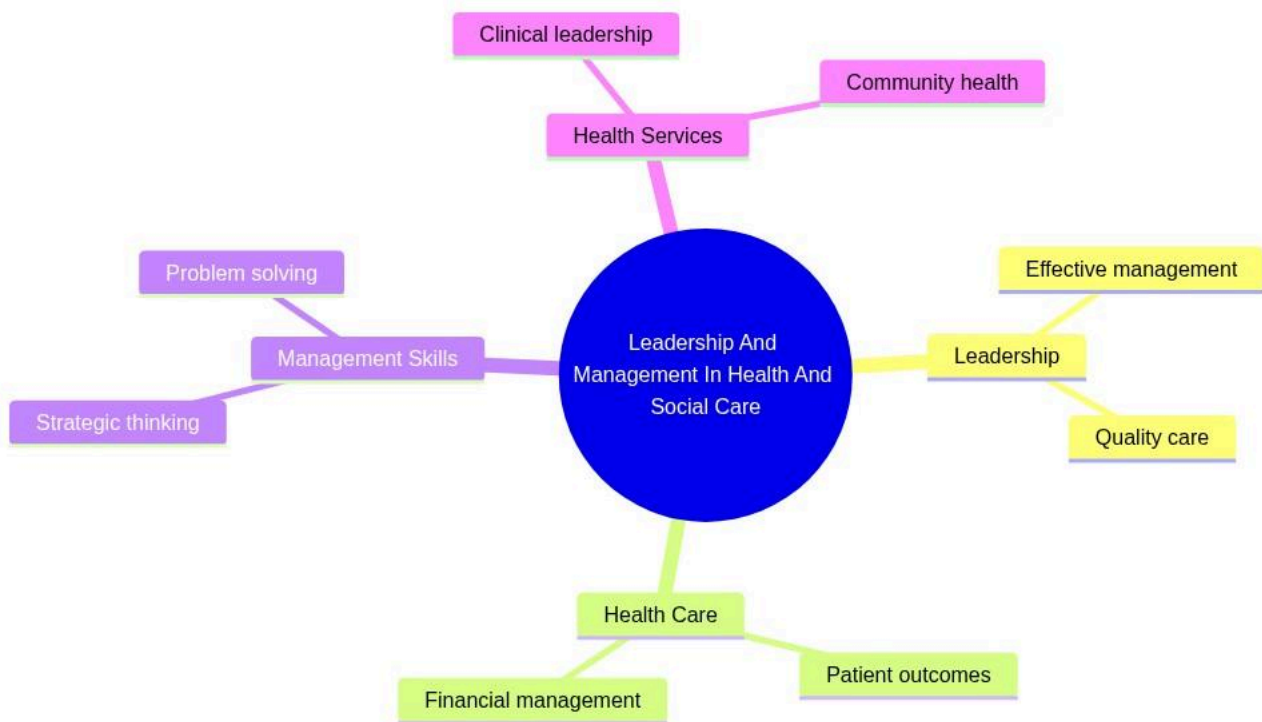 Clinical leadership
Community health
Health Services
Problem solving
Management Skills
Strategic thinking
Leadership And
Management In Health And
Social Care
Effective management
Leadership
Quality care
Health Care
Patient outcomes
Financial management